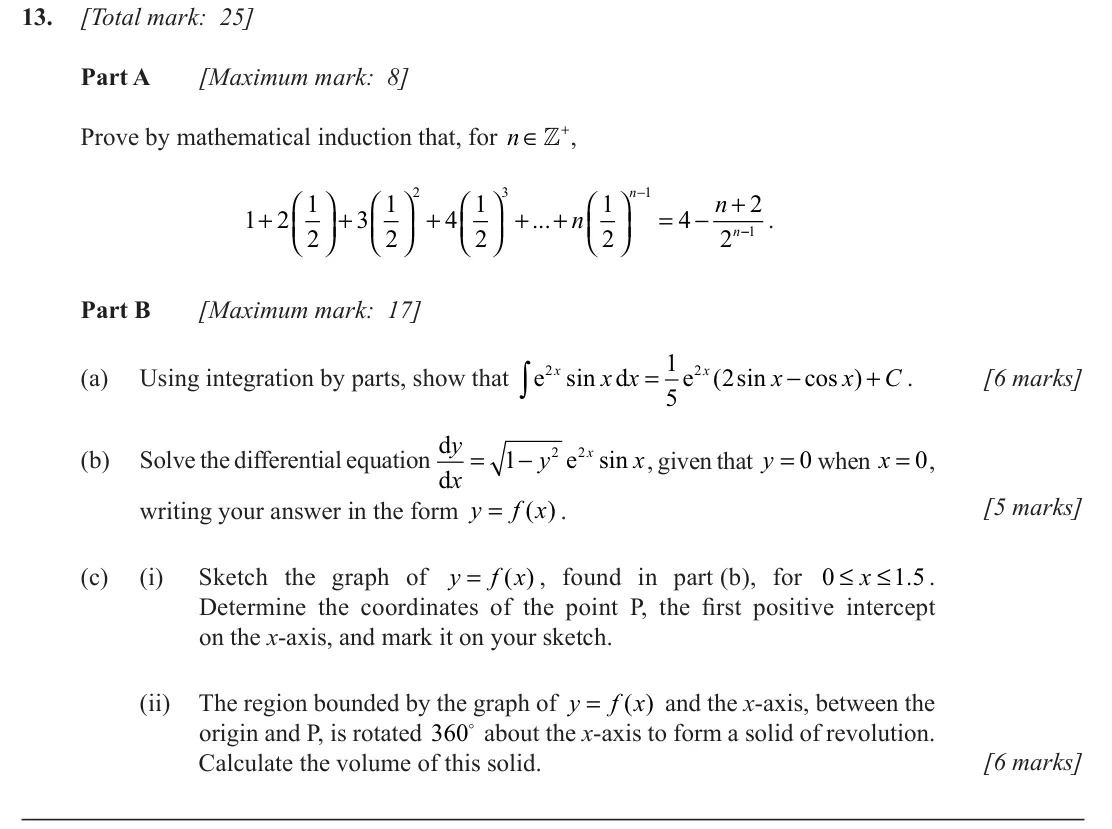 13. [Total mark: 25]
Part A [Maximum mark: 8]
Prove by mathematical induction that, for n ∈ ℤ⁺,
1 + 2(1/2) + 3(1/2)² + 4(1/2)³ + ... + n(1/2)ⁿ⁻¹ = 4 − (n + 2)/2ⁿ⁻¹ .
Part B [Maximum mark: 17]
(a) Using integration by parts, show that ∫e²ˣ sin x dx = 1/5 e²ˣ (2sin x − cos x) + C . [6 marks]
(b) Solve the differential equation dy/dx = √(1 − y²) e²ˣ sin x, given that y = 0 when x = 0,
writing your answer in the form y = f(x) . [5 marks]
(c) (i) Sketch the graph of y = f(x), found in part (b), for 0 ≤ x ≤ 1.5 .
Determine the coordinates of the point P, the first positive intercept
on the x-axis, and mark it on your sketch.
(ii) The region bounded by the graph of y = f(x) and the x-axis, between the
origin and P, is rotated 360° about the x-axis to form a solid of revolution.
Calculate the volume of this solid. [6 marks]